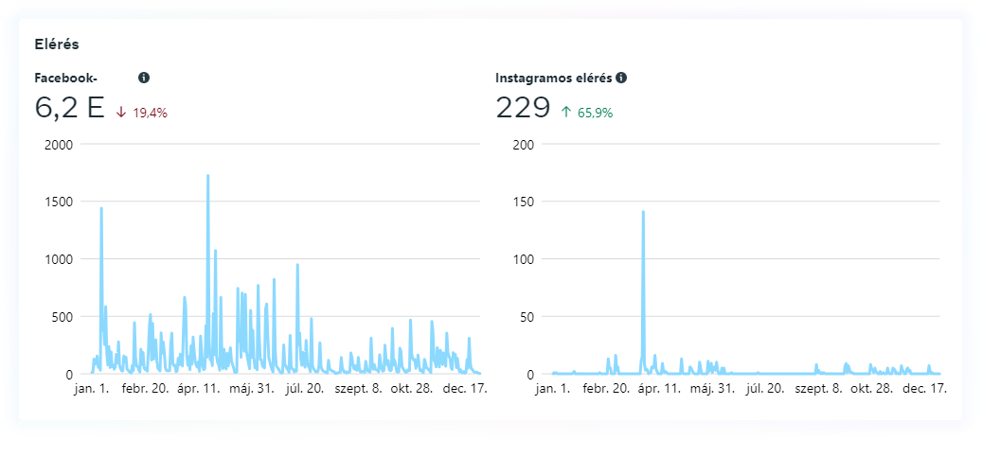 Elérés
Facebook-
6,2 E ↓ 19,4%
2000
1500
1000
500
0
jan. 1. febr. 20. ápr. 11. máj. 31. júl. 20. szept. 8. okt. 28. dec. 17.
Instagramos elérés
229 ↑ 65,9%
200
150
100
50
0
jan. 1. febr. 20. ápr. 11. máj. 31. júl. 20. szept. 8. okt. 28. dec. 17.